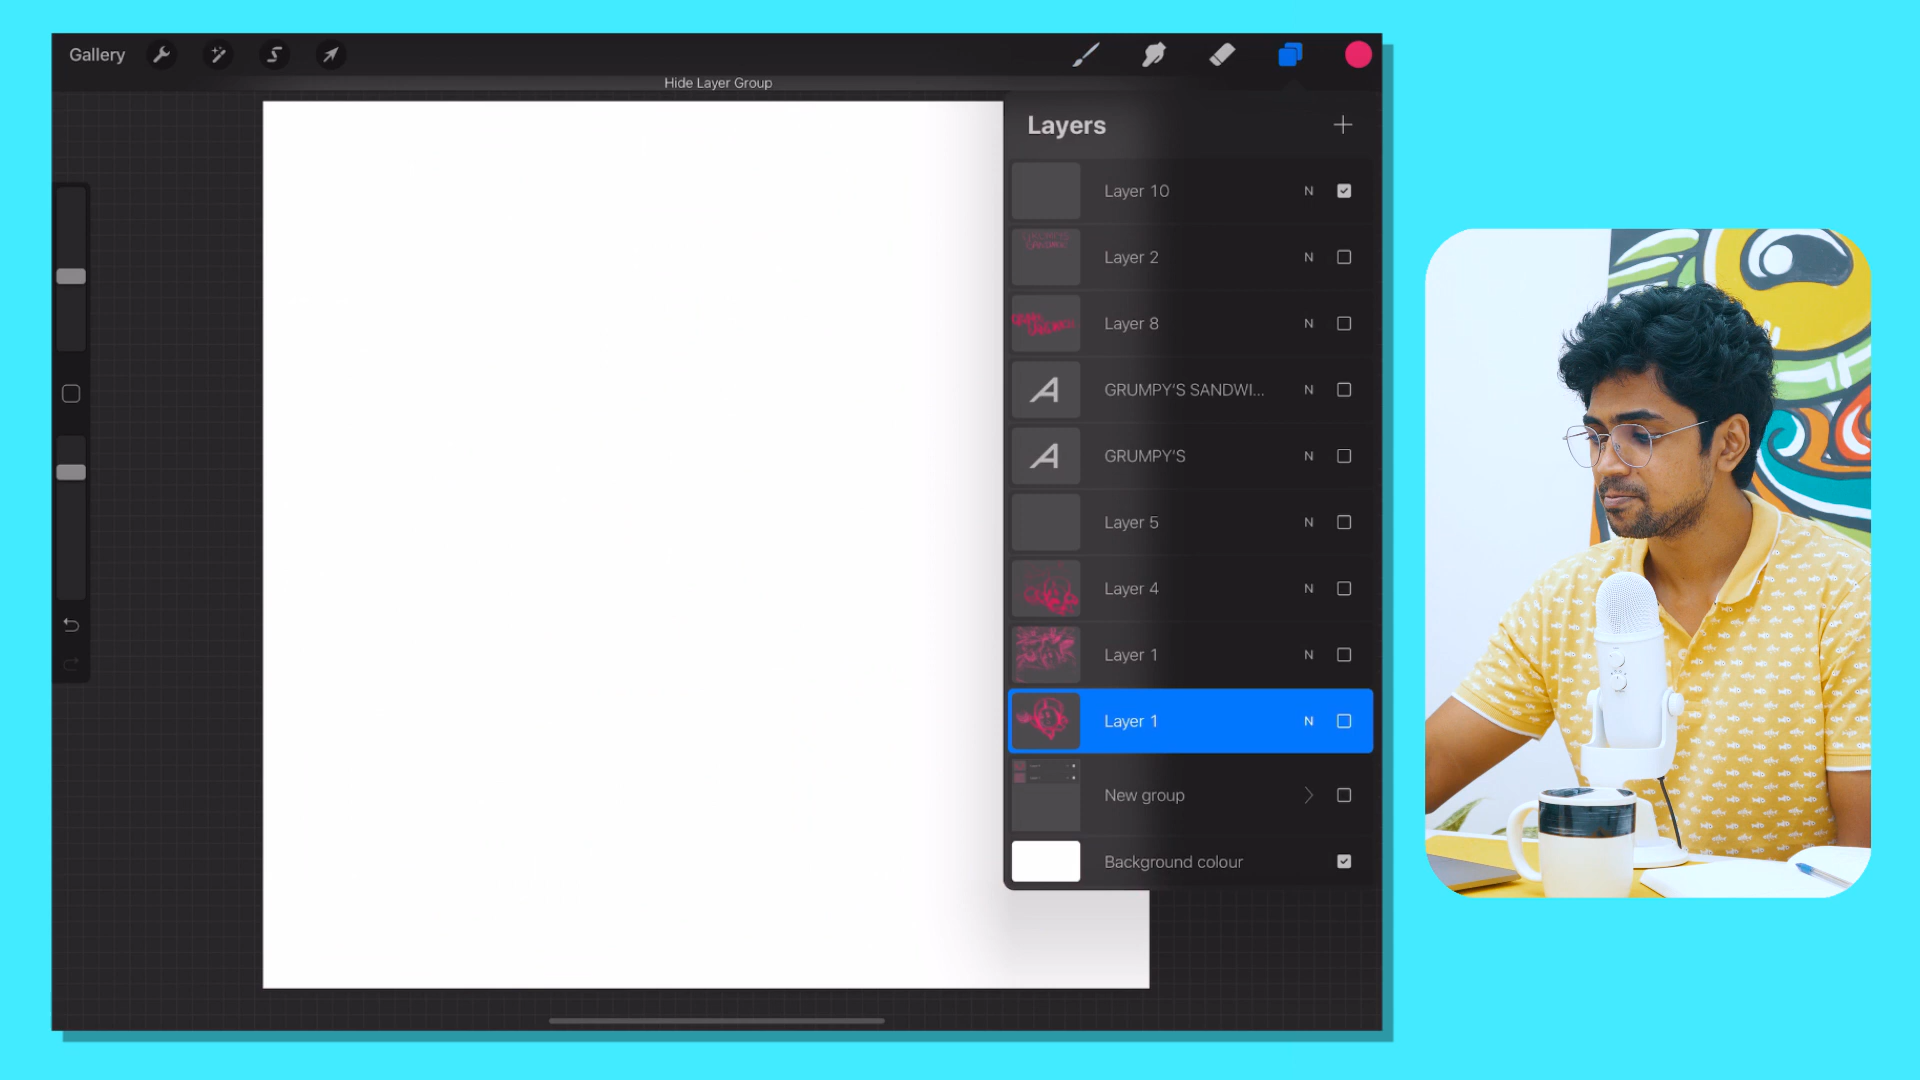 Gallery
Hide Layer Group
Layers
Layer 10 N
Layer 2 N
Layer 8 N
GRUMPY'S SANDWI... N
GRUMPY'S N
Layer 5 N
Layer 4 N
Layer 1 N
Layer 1 N
New group
Background colour